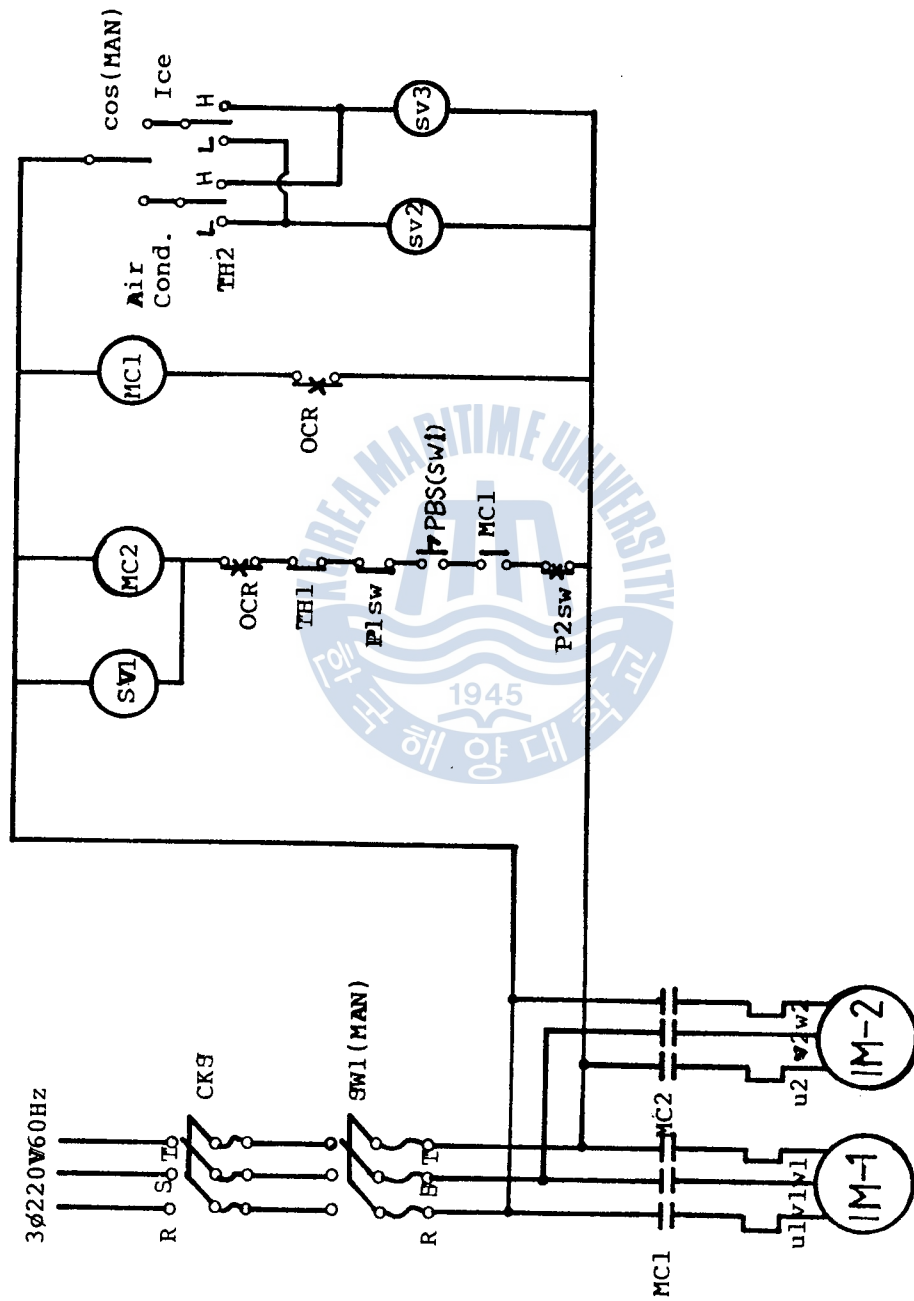 3ø220V60Hz
R S T
CKS
SW1(MAN)
R T
MC1
MC2
u1v1w1
u2 v2w2
IM-1
IM-2
SV1
MC2
OCR
TH1
P1sw
PBS(SW1)
MC1
P2sw
MC1
OCR
Air
Cond.
TH2
cos(MAN)
Ice
L H L H
sv2
sv3
KOREA MARITIME UNIVERSITY
1945
한국해양대학교